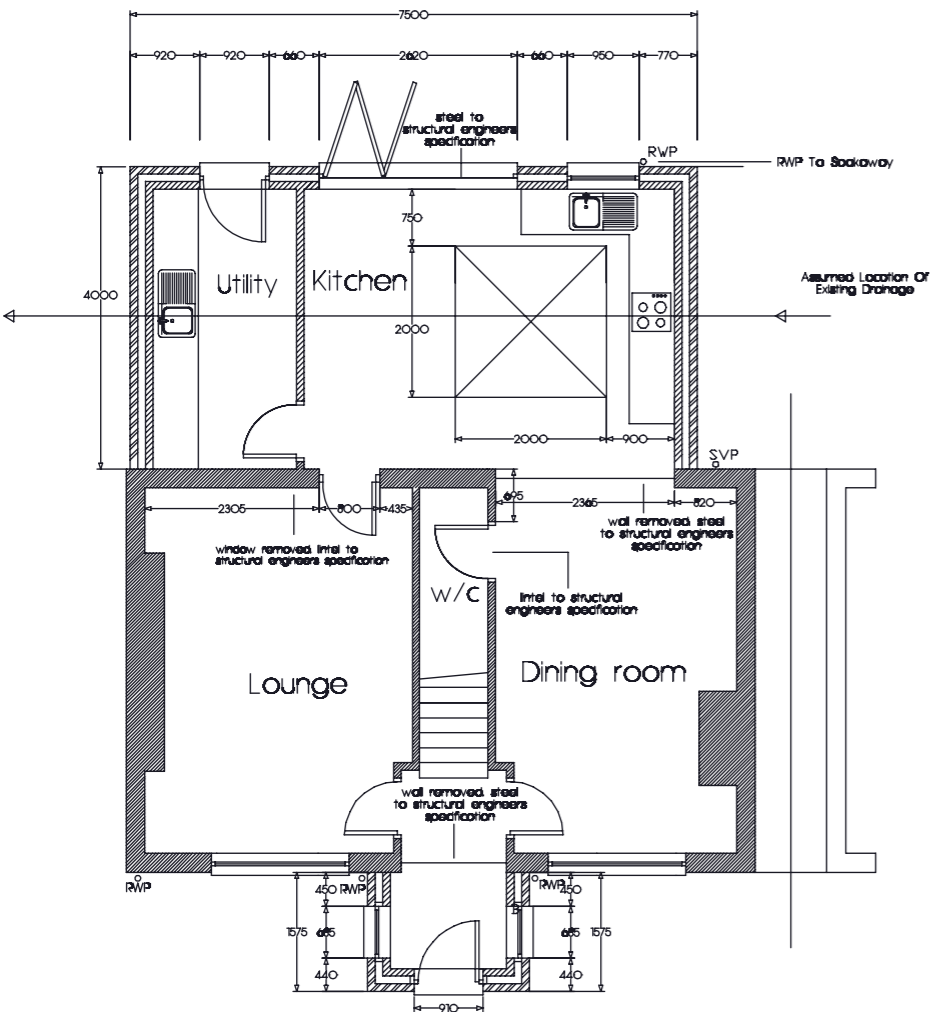 7500
920 920 660 2620 660 950 770
steel to
structural engineers
specification
RWP
RWP To Soakaway
750
Utility
Kitchen
Assumed Location Of
Existing Drainage
4000
2000
2000
900
SVP
695
2305 800 435 2365 820
wall removed steel
to structural engineers
specification
window removed lintel to
structural engineers specification
w/c
lintel to structural
engineers specification
Lounge
Dining room
wall removed steel
to structural engineers
specification
RWP
450
RWP
RWP
450
1575
685
685
1575
440
440
910